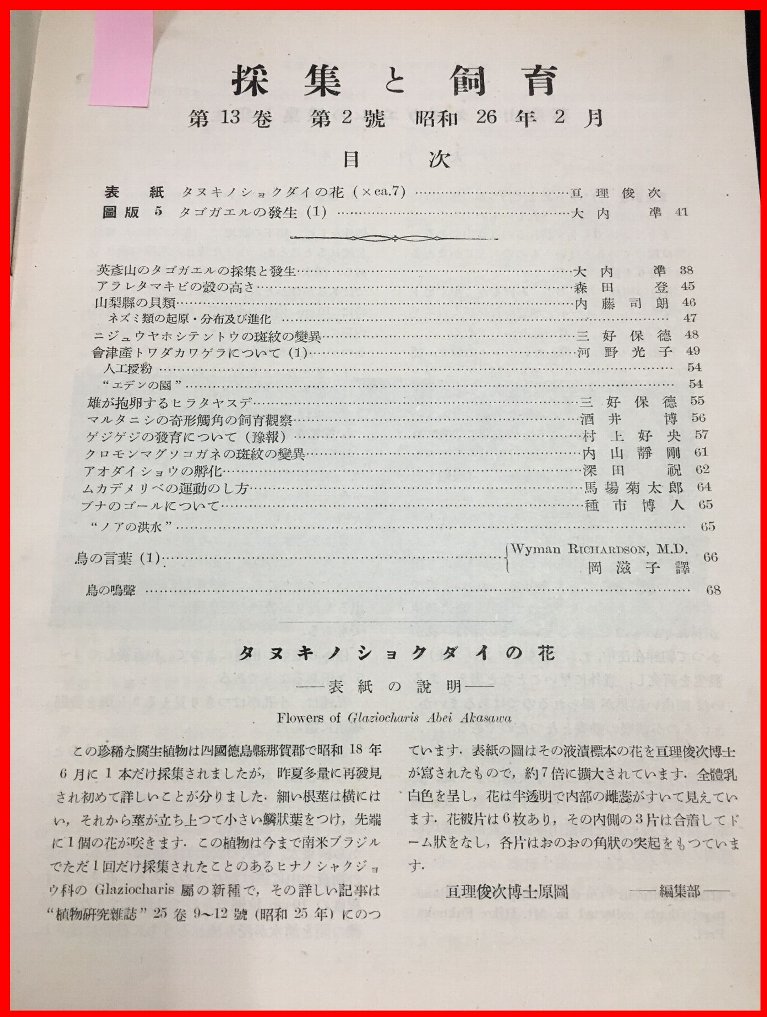 採集と飼育
第13卷 第2號 昭和26年2月
目次
表紙 タヌキノショクダイの花 (×ca.7) ……………………………亘理俊次
圖版 5 タゴガエルの發生 (1) ……………………………大内 準 41
英彦山のタゴガエルの採集と發生……………………………大内 準 38
アラレタマキビの殼の高さ……………………………森田 登 45
山梨縣の貝類……………………………内藤司朗 46
ネズミ類の起原・分布及び進化 ……………………………47
ニジュウヤホシテントウの斑紋の變異……………………………三好保德 48
會津産トワダカワゲラについて (1)……………………………河野光子 49
人工授粉……………………………54
“エデンの園”……………………………54
雄が抱卵するヒラタヤスデ……………………………三好保德 55
マルタニシの奇形觸角の飼育觀察……………………………酒井 博 56
ゲジゲジの發育について (豫報)……………………………村上好央 57
クロモンマグソコガネの斑紋の變異……………………………内山靜剛 61
アオダイショウの孵化……………………………深田 祝 62
ムカデメリベの運動のし方……………………………馬場菊太郎 64
ブナのゴールについて……………………………種市博人 65
“ノアの洪水”……………………………65
鳥の言葉 (1)……………………………Wyman RICHARDSON, M.D.
岡滋子譯 66
鳥の鳴聲……………………………68
タヌキノショクダイの花
——表紙の說明——
Flowers of Glaziocharis Abei Akasawa
この珍稀な腐生植物は四國德島縣那賀郡で昭和18年
6月に1本だけ採集されましたが，昨夏多量に再發見
され初めて詳しいことが分りました．細い根莖は横には
い，それから莖が立ち上つて小さい鱗狀葉をつけ，先端
に1個の花が咲きます．この植物は今まで南米ブラジル
でただ1回だけ採集されたことのあるヒナノシャクジョ
ウ科の Glaziocharis 屬の新種で，その詳しい記事は
“植物硏究雜誌” 25卷 9〜12號 (昭和25年) にのつ
ています．表紙の圖はその液漬標本の花を亘理俊次博士
が寫されたもので，約7倍に擴大されています．全體乳
白色を呈し，花は半透明で内部の雌蕊がすいて見えてい
ます．花被片は6枚あり，その内側の3片は合着してド
ーム狀をなし，各片はおのおの角狀の突起をもつていま
す．
亘理俊次博士原圖 ——編集部——